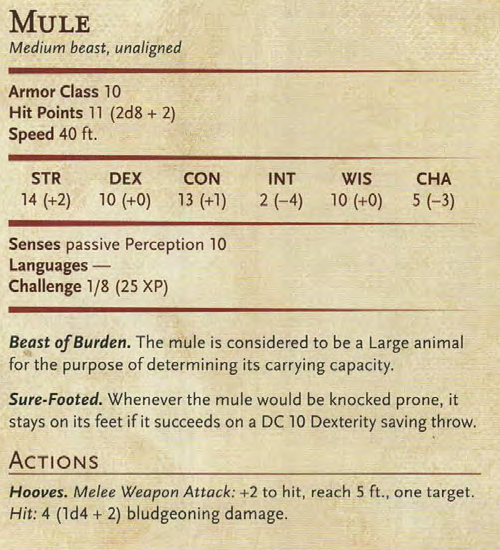 MULE
Medium beast, unaligned
Armor Class 10
Hit Points 11 (2d8 + 2)
Speed 40 ft.
STR DEX CON INT WIS CHA
14 (+2) 10 (+0) 13 (+1) 2 (−4) 10 (+0) 5 (−3)
Senses passive Perception 10
Languages —
Challenge 1/8 (25 XP)
Beast of Burden. The mule is considered to be a Large animal
for the purpose of determining its carrying capacity.
Sure-Footed. Whenever the mule would be knocked prone, it
stays on its feet if it succeeds on a DC 10 Dexterity saving throw.
ACTIONS
Hooves. Melee Weapon Attack: +2 to hit, reach 5 ft., one target.
Hit: 4 (1d4 + 2) bludgeoning damage.